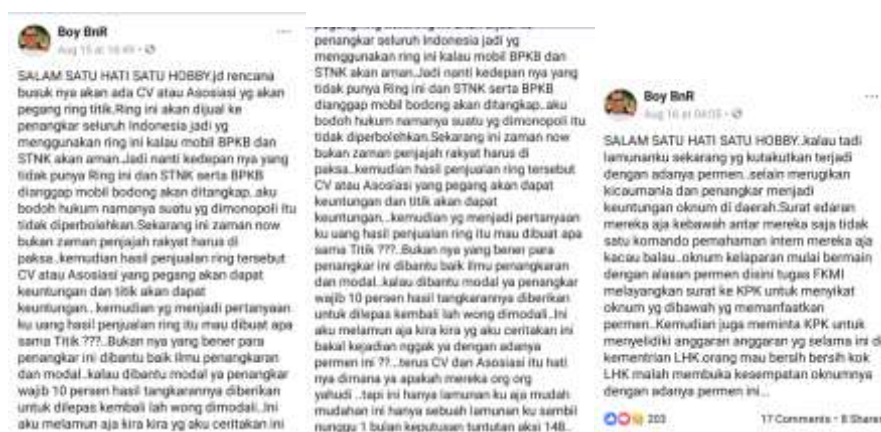 Boy BnR
Aug 15 at 16:49
SALAM SATU HATI SATU HOBBY.jd rencana
busuk nya akan ada CV atau Asosiasi yg akan
pegang ring titik.Ring ini akan dijual ke
penangkar seluruh Indonesia jadi yg
menggunakan ring ini kalau mobil BPKB dan
STNK akan aman.Jadi nanti kedepan nya yang
tidak punya Ring ini dan STNK serta BPKB
dianggap mobil bodong akan ditangkap..aku
bodoh hukum namanya suatu yg dimonopoli itu
tidak diperbolehkan.Sekarang ini zaman now
bukan zaman penjajah rakyat harus di
paksa..kemudian hasil penjualan ring tersebut
CV atau Asosiasi yang pegang akan dapat
keuntungan dan titik akan dapat
keuntungan...kemudian yg menjadi pertanyaan
ku uang hasil penjualan ring itu mau dibuat apa
sama Titik ???..Bukan nya yang bener para
penangkar ini dibantu baik ilmu penangkaran
dan modal..kalau dibantu modal ya penangkar
wajib 10 persen hasil tangkarannya diberikan
untuk dilepas kembali lah wong dimodali..Ini
aku melamun aja kira kira yg aku ceritakan ini
penangkar seluruh Indonesia jadi yg
menggunakan ring ini kalau mobil BPKB dan
STNK akan aman.Jadi nanti kedepan nya yang
tidak punya Ring ini dan STNK serta BPKB
dianggap mobil bodong akan ditangkap..aku
bodoh hukum namanya suatu yg dimonopoli itu
tidak diperbolehkan.Sekarang ini zaman now
bukan zaman penjajah rakyat harus di
paksa..kemudian hasil penjualan ring tersebut
CV atau Asosiasi yang pegang akan dapat
keuntungan dan titik akan dapat
keuntungan...kemudian yg menjadi pertanyaan
ku uang hasil penjualan ring itu mau dibuat apa
sama Titik ???..Bukan nya yang bener para
penangkar ini dibantu baik ilmu penangkaran
dan modal..kalau dibantu modal ya penangkar
wajib 10 persen hasil tangkarannya diberikan
untuk dilepas kembali lah wong dimodali..Ini
aku melamun aja kira kira yg aku ceritakan ini
bakal kejadian nggak ya dengan adanya
permen ini ??...terus CV dan Asosiasi itu hati
nya dimana ya apakah mereka org org
yahudi ..tapi ini hanya lamunan ku aja mudah
mudahan ini hanya sebuah lamunan ku sambil
nunggu 1 bulan keputusan tuntutan aksi 148..
Boy BnR
Aug 16 at 04:05
SALAM SATU HATI SATU HOBBY..kalau tadi
lamunanku sekarang yg kutakutkan terjadi
dengan adanya permen..selain merugikan
kicaumania dan penangkar menjadi
keuntungan oknum di daerah.Surat edaran
mereka aja kebawah antar mereka saja tidak
satu komando pemahaman intern mereka aja
kacau balau..oknum kelaparan mulai bermain
dengan alasan permen disini tugas FKMI
melayangkan surat ke KPK untuk menyikat
oknum yg dibawah yg memanfaatkan
permen..Kemudian juga meminta KPK untuk
menyelidiki anggaran anggaran yg selama ini di
kementrian LHK.orang mau bersih bersih kok
LHK malah membuka kesempatan oknumnya
dengan adanya permen ini...
203
17 Comments • 8 Shares